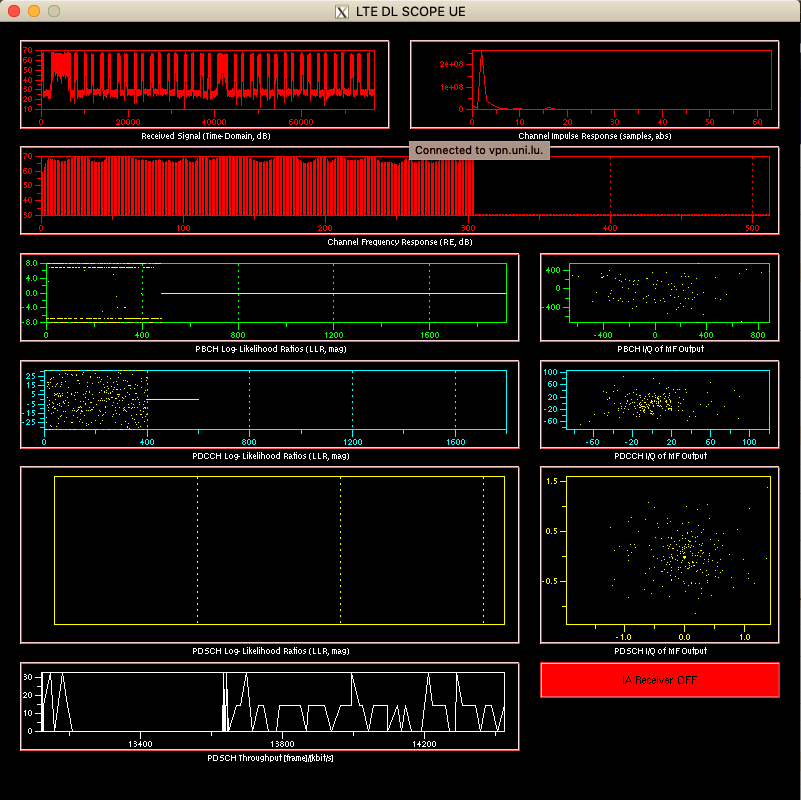 LTE DL SCOPE UE
70
60
50
40
30
20
10
0 20000 40000 60000
Received Signal (Time-Domain, dB)
2e+08
1e+08
0
0 10 20 30 40 50 60
Channel Impulse Response (samples, abs)
Connected to vpn.uni.lu.
70
60
50
40
30
0 100 200 300 400 500
Channel Frequency Response (RE, dB)
8.0
4.0
0.0
-4.0
-8.0
0 400 800 1200 1600
PBCH Log-Likelihood Ratios (LLR, mag)
400
0
-400
-400 0 400 800
PBCH I/Q of MF Output
25
15
5
-5
-15
-25
0 400 800 1200 1600
PDCCH Log-Likelihood Ratios (LLR, mag)
100
60
20
-20
-60
-60 -20 20 60 100
PDCCH I/Q of MF Output
PDSCH Log-Likelihood Ratios (LLR, mag)
1.5
0.5
-0.5
-1.0 0.0 1.0
PDSCH I/Q of MF Output
30
20
10
0
13400 13800 14200
PDSCH Throughput [frame]/[kbit/s]
IA Receiver OFF